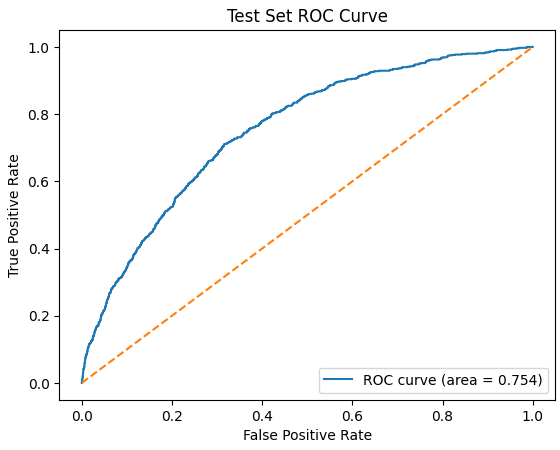 Test Set ROC Curve
True Positive Rate
1.0
0.8
0.6
0.4
0.2
0.0
ROC curve (area = 0.754)
0.0 0.2 0.4 0.6 0.8 1.0
False Positive Rate